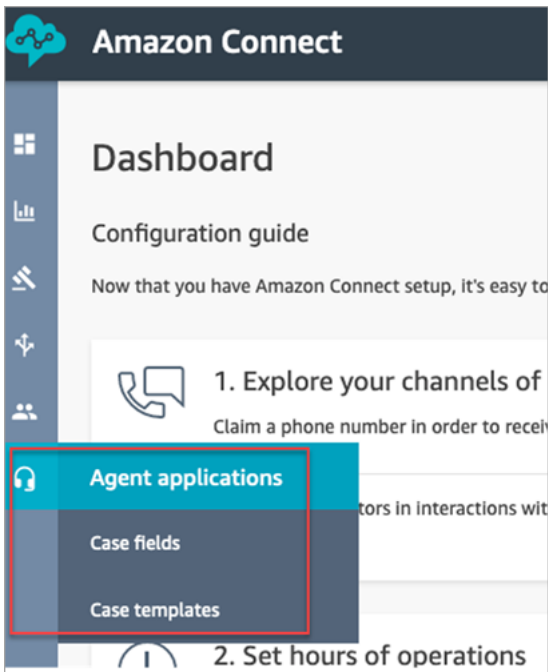 Amazon Connect
Dashboard
Configuration guide
Now that you have Amazon Connect setup, it's easy to
1. Explore your channels of
Claim a phone number in order to
Agent applications
tors in interactions
Case fields
Case templates
2. Set hours of operations